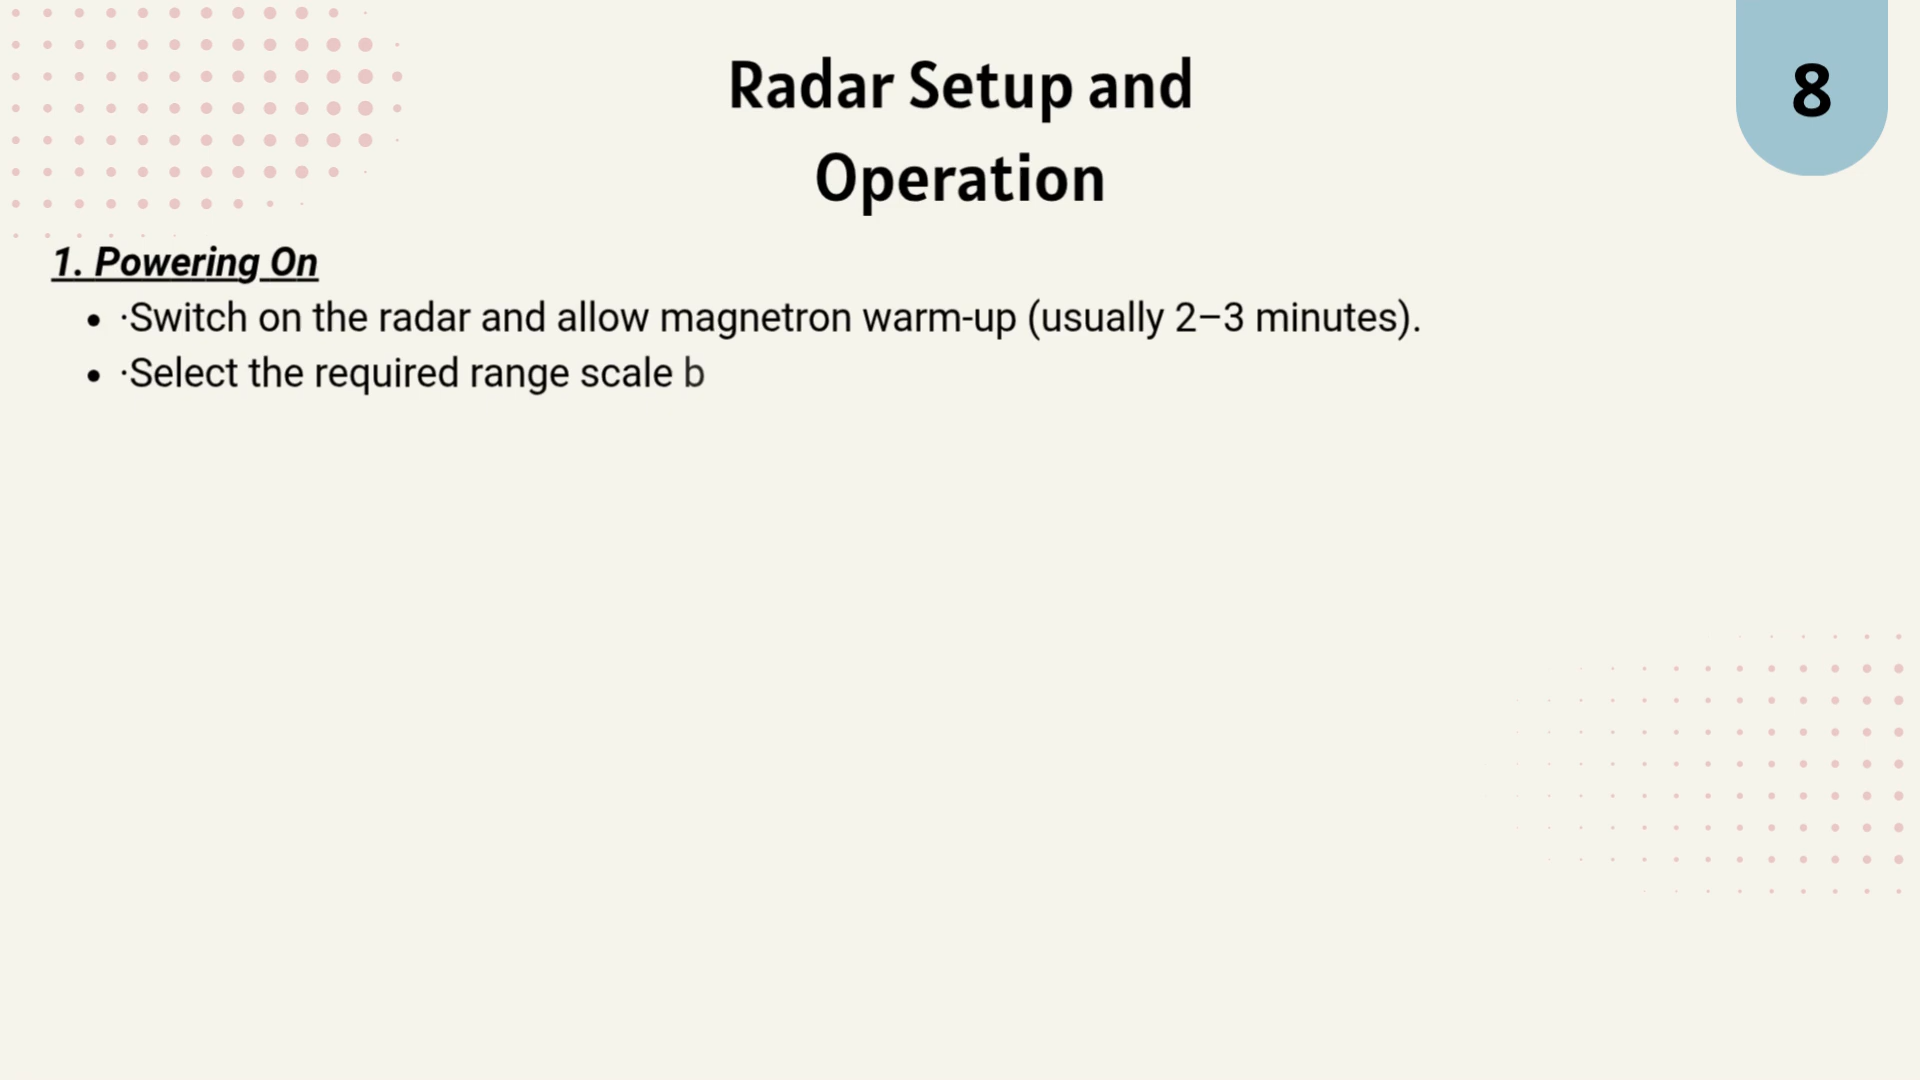 Radar Setup and
Operation
8
1. Powering On
• ·Switch on the radar and allow magnetron warm-up (usually 2–3 minutes).
• ·Select the required range scale b